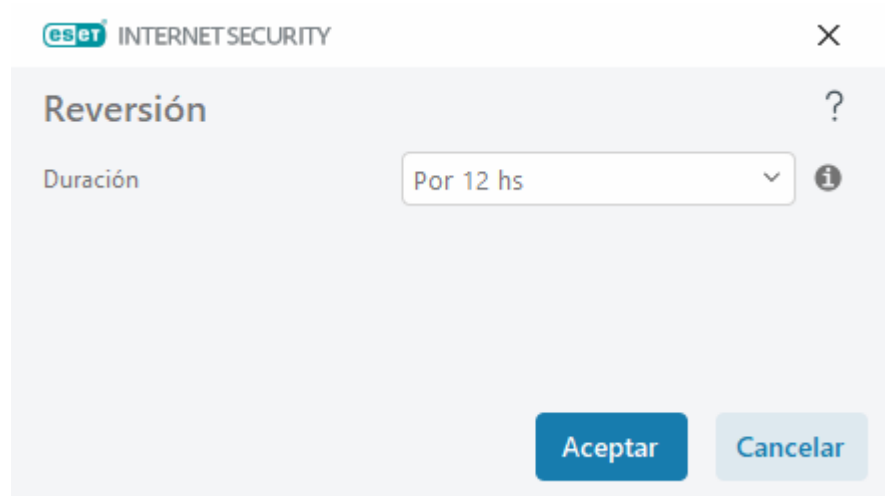 eset INTERNET SECURITY
Reversión
Duración
Por 12 hs
Aceptar
Cancelar